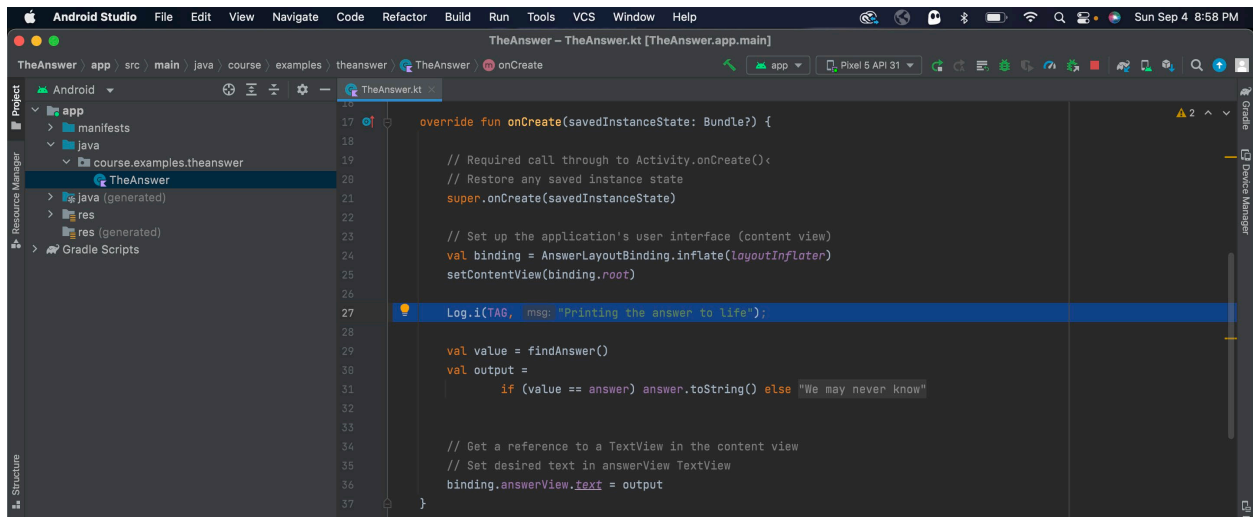 Android Studio File Edit View Navigate Code Refactor Build Run Tools VCS Window Help Sun Sep 4 8:58 PM
TheAnswer – TheAnswer.kt [TheAnswer.app.main]
TheAnswer app src main java course examples theanswer TheAnswer onCreate app Pixel 5 API 31
Project
Resource Manager
Structure
Android
app
manifests
java
course.examples.theanswer
TheAnswer
java (generated)
res
res (generated)
Gradle Scripts
TheAnswer.kt
16
17 override fun onCreate(savedInstanceState: Bundle?) {
18
19 // Required call through to Activity.onCreate()‹
20 // Restore any saved instance state
21 super.onCreate(savedInstanceState)
22
23 // Set up the application's user interface (content view)
24 val binding = AnswerLayoutBinding.inflate(layoutInflater)
25 setContentView(binding.root)
26
27 Log.i(TAG, msg: "Printing the answer to life");
28
29 val value = findAnswer()
30 val output =
31 if (value == answer) answer.toString() else "We may never know"
32
33
34 // Get a reference to a TextView in the content view
35 // Set desired text in answerView TextView
36 binding.answerView.text = output
37 }
2
Gradle
Device Manager